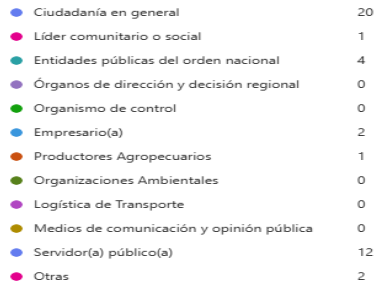 Ciudadanía en general 20
Líder comunitario o social 1
Entidades públicas del orden nacional 4
Órganos de dirección y decisión regional 0
Organismo de control 0
Empresario(a) 2
Productores Agropecuarios 1
Organizaciones Ambientales 0
Logística de Transporte 0
Medios de comunicación y opinión pública 0
Servidor(a) público(a) 12
Otras 2